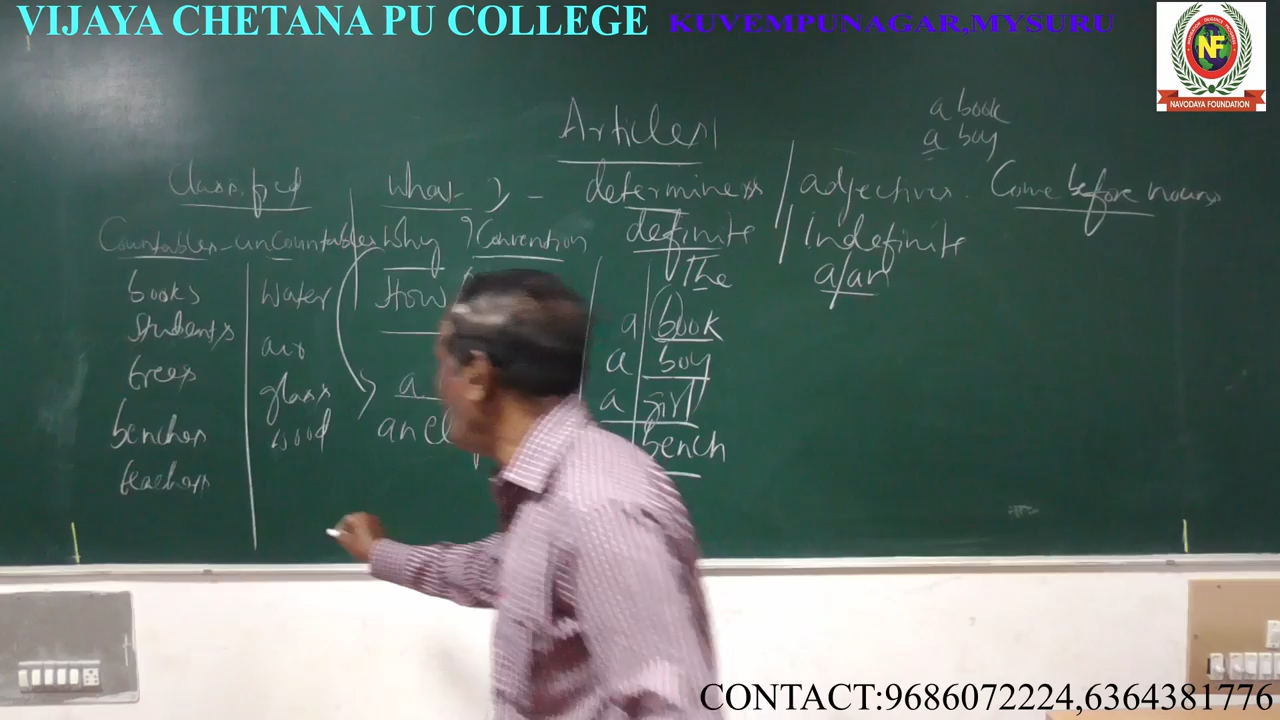 VIJAYA CHETANA PU COLLEGE KUVEMPUNAGAR,MYSURU
NF
NAVODAYA FOUNDATION
a book
a boy
Articles
Classified What ? - determiners / adjectives. Come before nouns
Countables - uncountables Why ? Convention definite / Indefinite
The a/an
books water How
students air a book
trees glass a boy
benches wood a a girl
teachers an bench
CONTACT:9686072224,6364381776